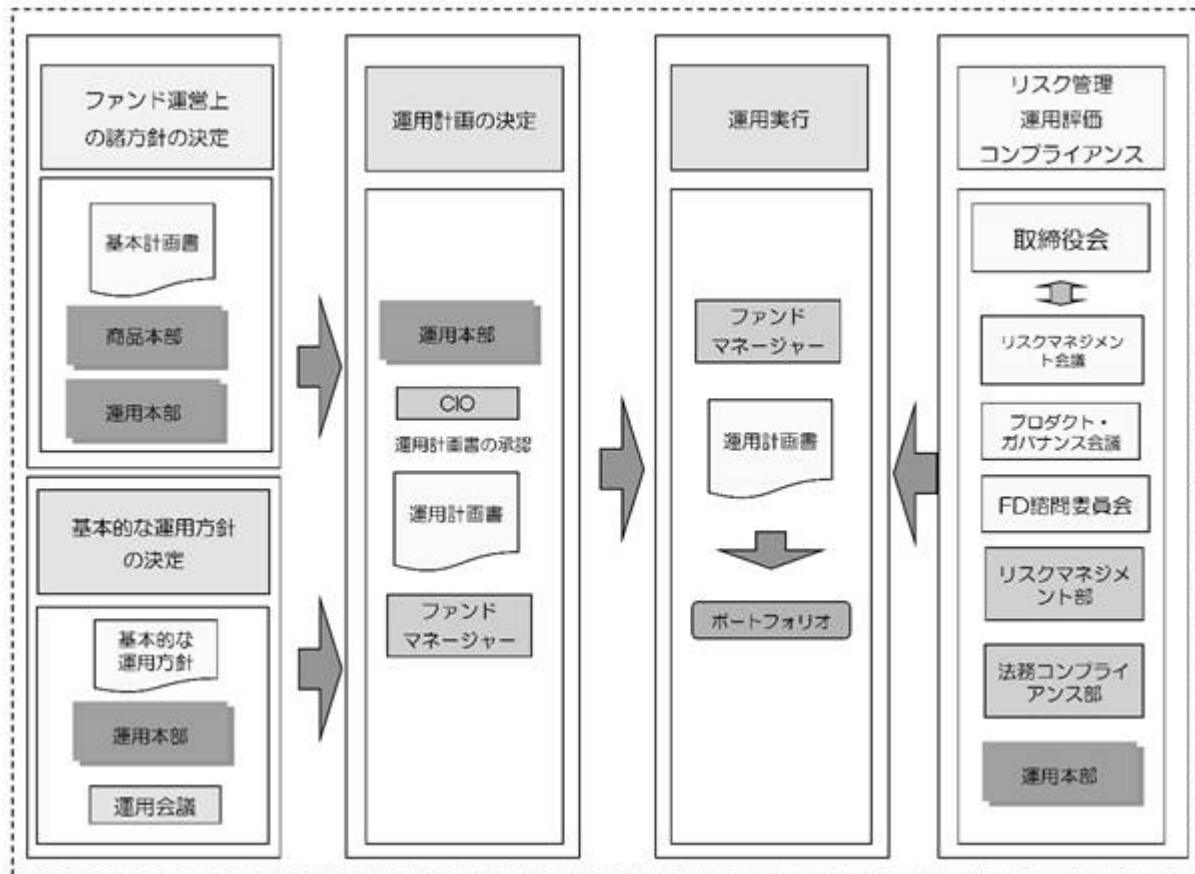 ファンド運営上
の諸方針の決定
基本計画書
商品本部
運用本部
基本的な運用方針
の決定
基本的な
運用方針
運用本部
運用会議
運用計画の決定
運用本部
CIO
運用計画書の承認
運用計画書
ファンド
マネージャー
運用実行
ファンド
マネージャー
運用計画書
ポートフォリオ
リスク管理
運用評価
コンプライアンス
取締役会
リスクマネジメン
ト会議
プロダクト・
ガバナンス会議
FD諮問委員会
リスクマネジメ
ント部
法務コンプライ
アンス部
運用本部